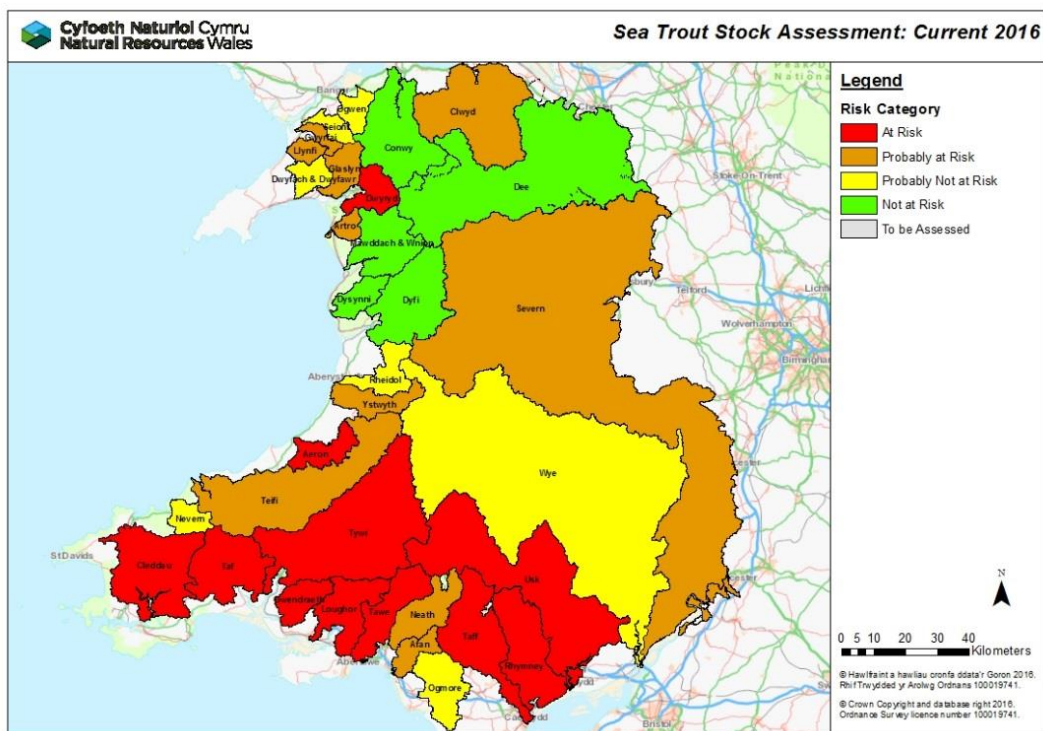 Cyfoeth Naturiol Cymru
Natural Resources Wales
Sea Trout Stock Assessment: Current 2016
Legend
Risk Category
At Risk
Probably at Risk
Probably Not at Risk
Not at Risk
To be Assessed
Bangor
Ogwen
Seiont
Gwyrfai
Llynfi
Glaslyn
Dwyfach & Dwyfawr
Dwyryd
Artro
Conwy
Clwyd
Chester
Dee
Stoke-On-Trent
Mawddach & Wnion
Dysynni
Dyfi
Severn
Telford
Wolverhampton
Rheidol
Ystwyth
Aeron
Teifi
Nevern
Wye
St Davids
Cleddau
Taf
Tywi
Gwendraeth
Loughor
Tawe
Neath
Afan
Ogmore
Taff
Rhymney
Usk
Bristol
N
0 5 10 20 30 40
Kilometers
© Hawlfraint a hawliau cronfa ddata'r Goron 2016.
Rhif Trwydded yr Arolwg Ordnans 100019741.
© Crown Copyright and database right 2016.
Ordnance Survey licence number 100019741.